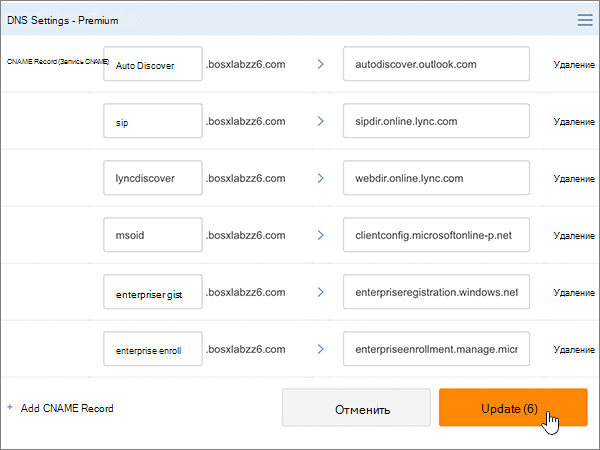 DNS Settings - Premium
CNAME Record (Запись CNAME) Auto Discover .bosxlabzz6.com > autodiscover.outlook.com Удаление
sip .bosxlabzz6.com > sipdir.online.lync.com Удаление
lyncdiscover .bosxlabzz6.com > webdir.online.lync.com Удаление
msoid .bosxlabzz6.com > clientconfig.microsoftonline-p.net Удаление
enterpriser gist .bosxlabzz6.com > enterpriseregistration.windows.net Удаление
enterprise enroll .bosxlabzz6.com > enterpriseenrollment.manage.micr Удаление
+ Add CNAME Record Отменить Update (6)